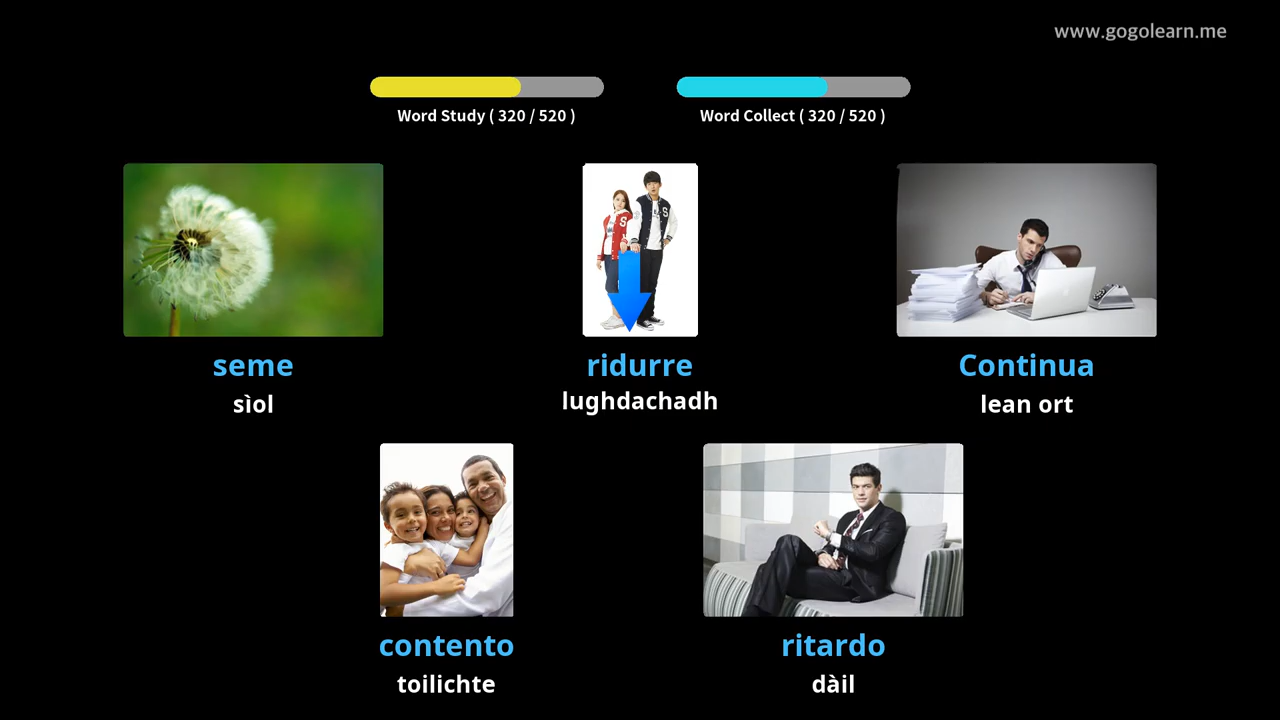 www.gogolearn.me
Word Study ( 320 / 520 )
Word Collect ( 320 / 520 )
seme
sìol
ridurre
lughdachadh
Continua
lean ort
contento
toilichte
ritardo
dàil